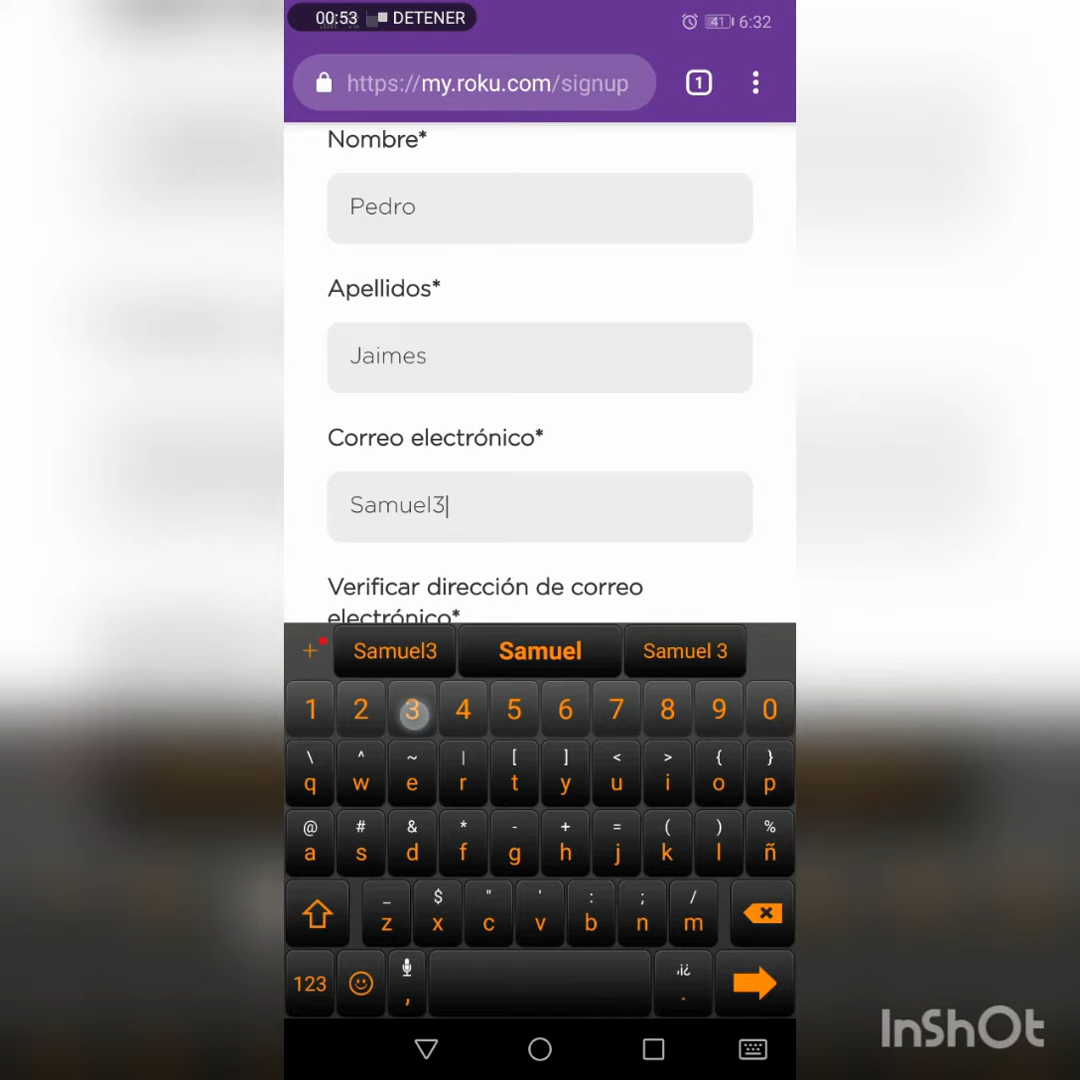 00:53 DETENER 41 6:32
https://my.roku.com/signup 1
Nombre*
Pedro
Apellidos*
Jaimes
Correo electrónico*
Samuel3
Verificar dirección de correo
electrónico*
+ Samuel3 Samuel Samuel 3
1 2 3 4 5 6 7 8 9 0
\ ^ ~ | [ ] < > { }
q w e r t y u i o p
@ # & * - + = ( ) %
a s d f g h j k l ñ
_ $ " ' : ; /
z x c v b n m
123 , .
InShOt